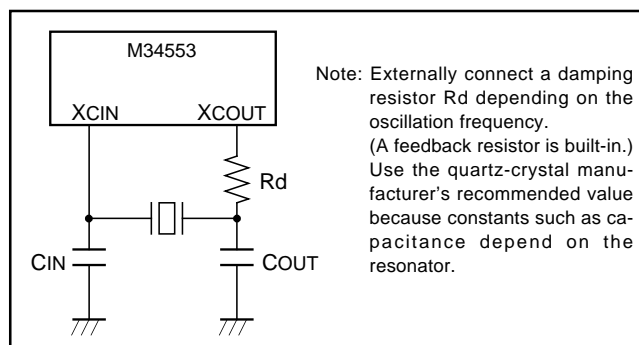 M34553
XCIN XCOUT
Rd
CIN COUT
Note: Externally connect a damping
resistor Rd depending on the
oscillation frequency.
(A feedback resistor is built-in.)
Use the quartz-crystal manu-
facturer's recommended value
because constants such as ca-
pacitance depend on the
resonator.